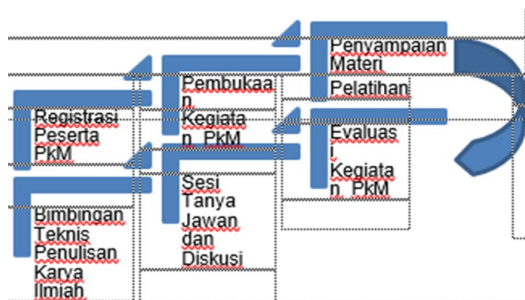 Registrasi
Peserta
PkM
Pembukaa
n
Kegiata
n PkM
Penyampaian
Materi
Pelatihan
Evaluas
i
Kegiata
n PkM
Sesi
Tanya
Jawan
dan
Diskusi
Bimbingan
Teknis
Penulisan
Karya
Ilmiah